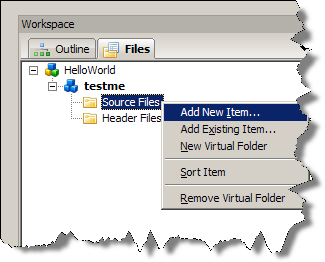 Workspace
Outline Files
HelloWorld
testme
Source Files
Header Files
Add New Item...
Add Existing Item...
New Virtual Folder
Sort Item
Remove Virtual Folder